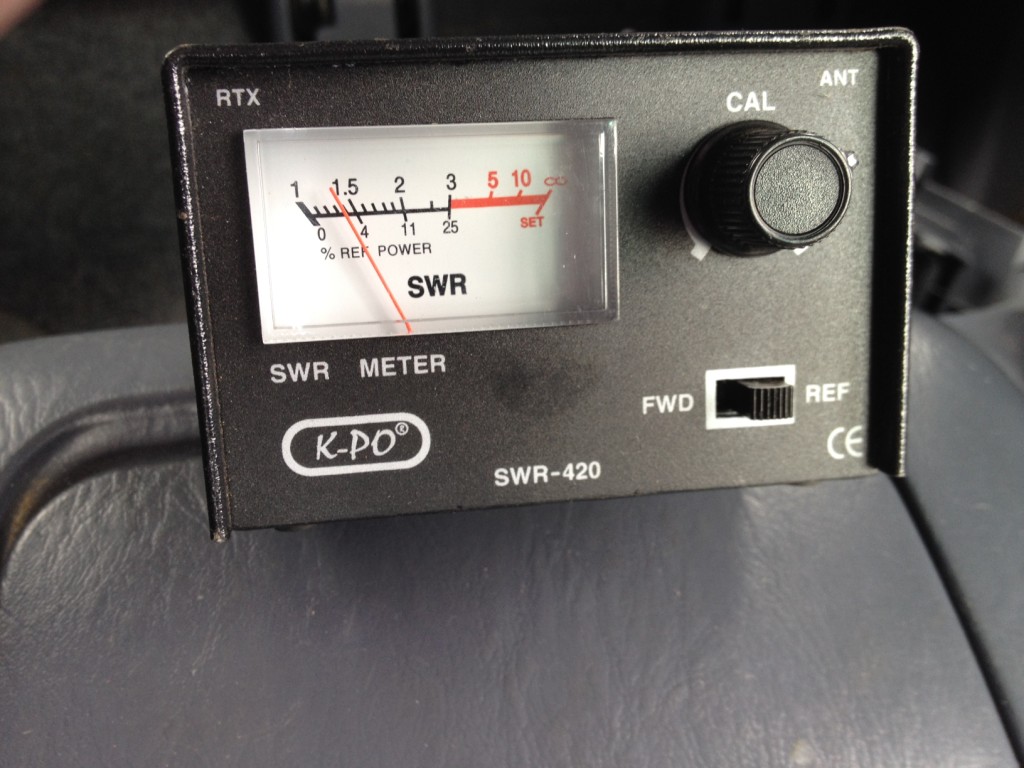 RTX
ANT
CAL
1 1.5 2 3 5 10 ∞
0 4 11 25 SET
% REF POWER
SWR
SWR METER
FWD REF
K-PO®
CE
SWR-420